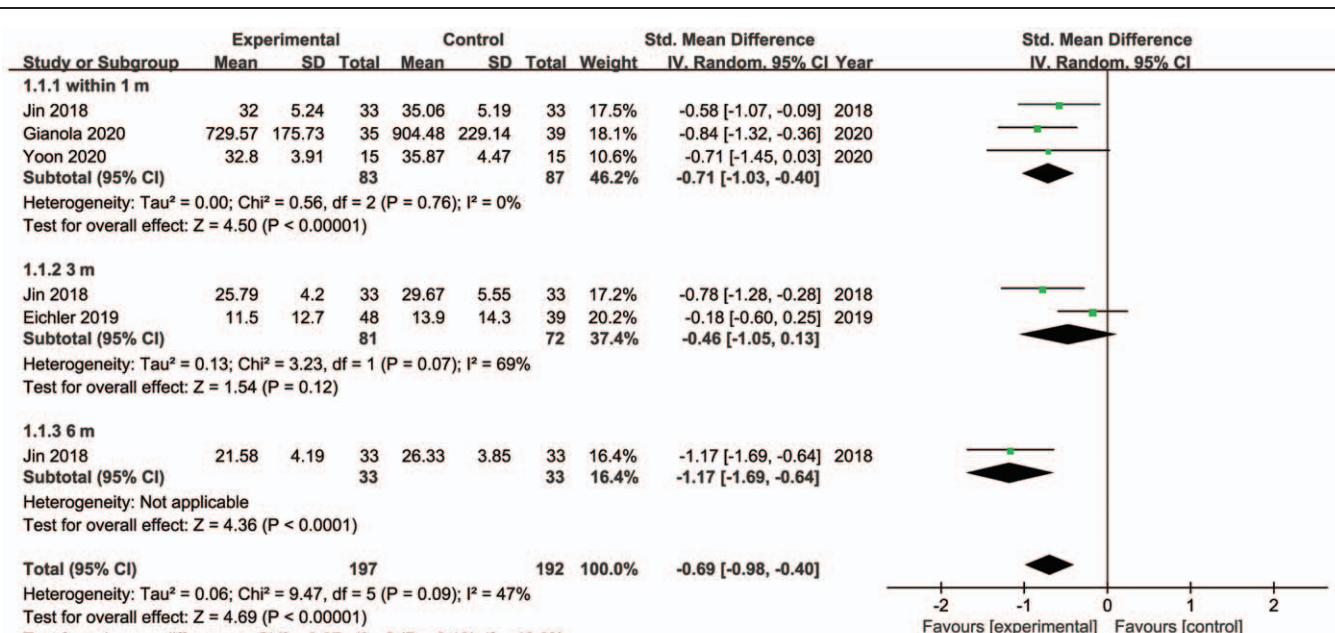 Experimental Control Std. Mean Difference Std. Mean Difference
Study or Subgroup Mean SD Total Mean SD Total Weight IV. Random. 95% CI Year IV. Random. 95% CI
1.1.1 within 1 m
Jin 2018 32 5.24 33 35.06 5.19 33 17.5% -0.58 [-1.07, -0.09] 2018
Gianola 2020 729.57 175.73 35 904.48 229.14 39 18.1% -0.84 [-1.32, -0.36] 2020
Yoon 2020 32.8 3.91 15 35.87 4.47 15 10.6% -0.71 [-1.45, 0.03] 2020
Subtotal (95% CI) 83 87 46.2% -0.71 [-1.03, -0.40]
Heterogeneity: Tau² = 0.00; Chi² = 0.56, df = 2 (P = 0.76); I² = 0%
Test for overall effect: Z = 4.50 (P < 0.00001)
1.1.2 3 m
Jin 2018 25.79 4.2 33 29.67 5.55 33 17.2% -0.78 [-1.28, -0.28] 2018
Eichler 2019 11.5 12.7 48 13.9 14.3 39 20.2% -0.18 [-0.60, 0.25] 2019
Subtotal (95% CI) 81 72 37.4% -0.46 [-1.05, 0.13]
Heterogeneity: Tau² = 0.13; Chi² = 3.23, df = 1 (P = 0.07); I² = 69%
Test for overall effect: Z = 1.54 (P = 0.12)
1.1.3 6 m
Jin 2018 21.58 4.19 33 26.33 3.85 33 16.4% -1.17 [-1.69, -0.64] 2018
Subtotal (95% CI) 33 33 16.4% -1.17 [-1.69, -0.64]
Heterogeneity: Not applicable
Test for overall effect: Z = 4.36 (P < 0.0001)
Total (95% CI) 197 192 100.0% -0.69 [-0.98, -0.40]
Heterogeneity: Tau² = 0.06; Chi² = 9.47, df = 5 (P = 0.09); I² = 47%
Test for overall effect: Z = 4.69 (P < 0.00001)
-2 -1 0 1 2
Favours [experimental] Favours [control]